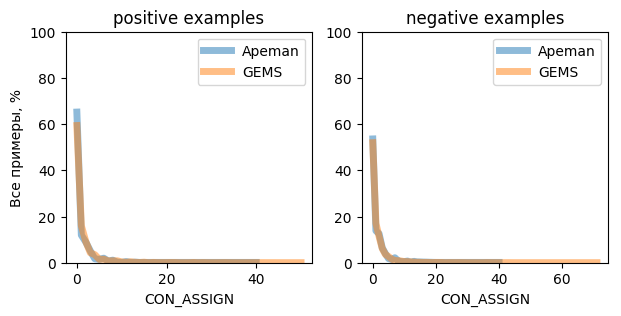 positive examples
negative examples
Все примеры, %
100
80
60
40
20
0
Apeman
GEMS
0
20
40
CON_ASSIGN
100
80
60
40
20
0
Apeman
GEMS
0
20
40
60
CON_ASSIGN